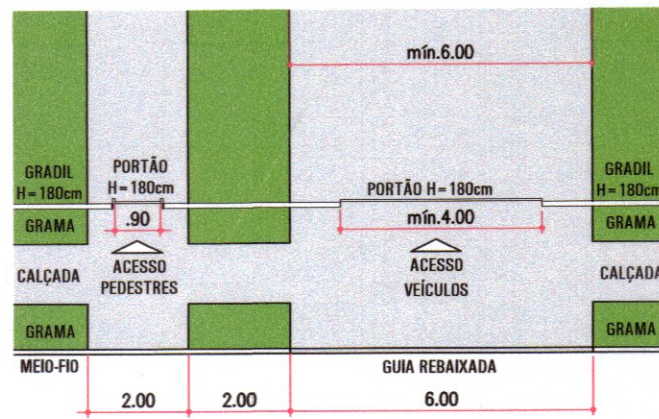 mín.6.00
GRADIL
H = 180cm
PORTÃO
H = 180cm
PORTÃO H = 180cm
GRADIL
H = 180cm
GRAMA
.90
mín.4.00
GRAMA
CALÇADA
ACESSO
PEDESTRES
ACESSO
VEÍCULOS
CALÇADA
GRAMA
GRAMA
MEIO-FIO
GUIA REBAIXADA
2.00
2.00
6.00